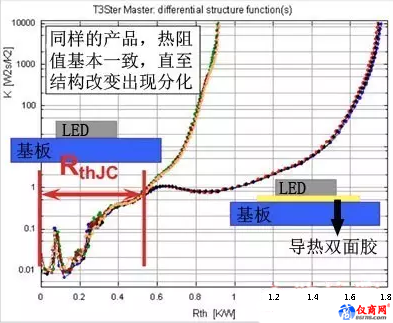 T3Ster Master: differential structure function(s)
同样的产品，热阻
值基本一致，直至
结构改变出现分化
LED
基板
RthJC
LED
基板
导热双面胶
K [W2s/K2]
10000
1000
100
10
1
0.1
0.01
0
0.2
0.4
0.6
0.8
1
1.2
1.4
1.6
1.8
Rth [K/W]
仪商网